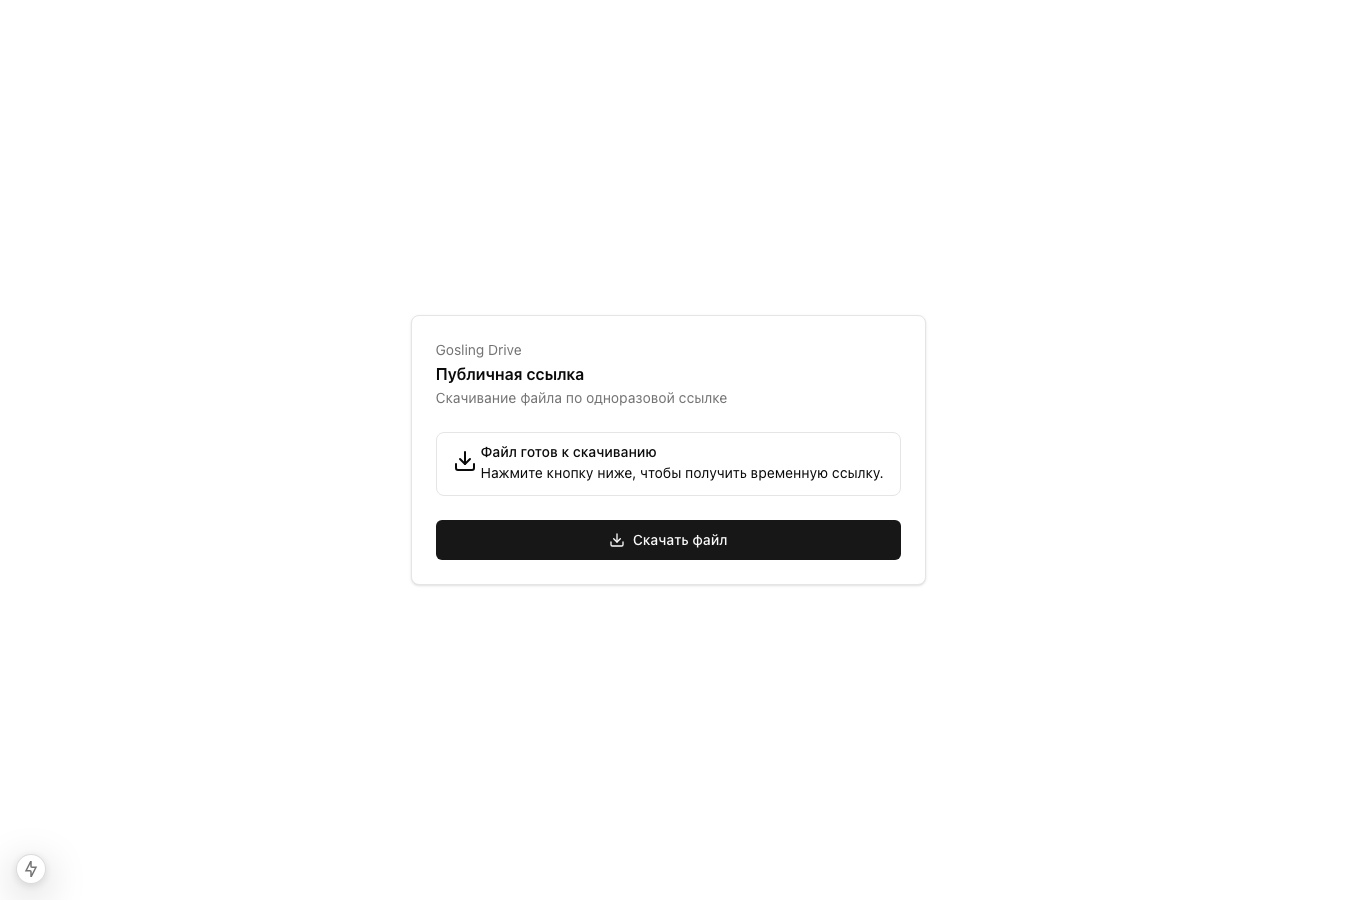 Gosling Drive
Публичная ссылка
Скачивание файла по одноразовой ссылке
Файл готов к скачиванию
Нажмите кнопку ниже, чтобы получить временную ссылку.
Скачать файл